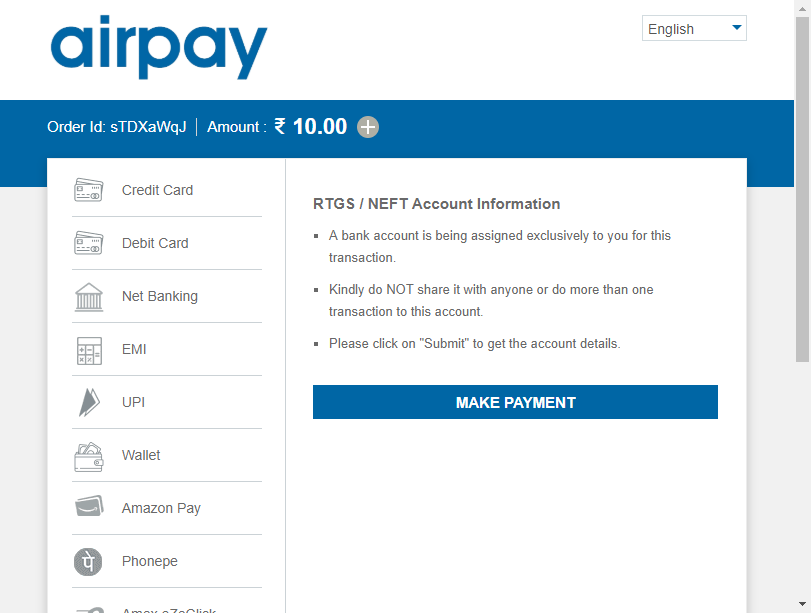 airpay
English
Order Id: sTDXaWqJ | Amount : ₹ 10.00
Credit Card
Debit Card
Net Banking
EMI
UPI
Wallet
Amazon Pay
पे Phonepe
Amex eZeClick
RTGS / NEFT Account Information
A bank account is being assigned exclusively to you for this
transaction.
Kindly do NOT share it with anyone or do more than one
transaction to this account.
Please click on "Submit" to get the account details.
MAKE PAYMENT